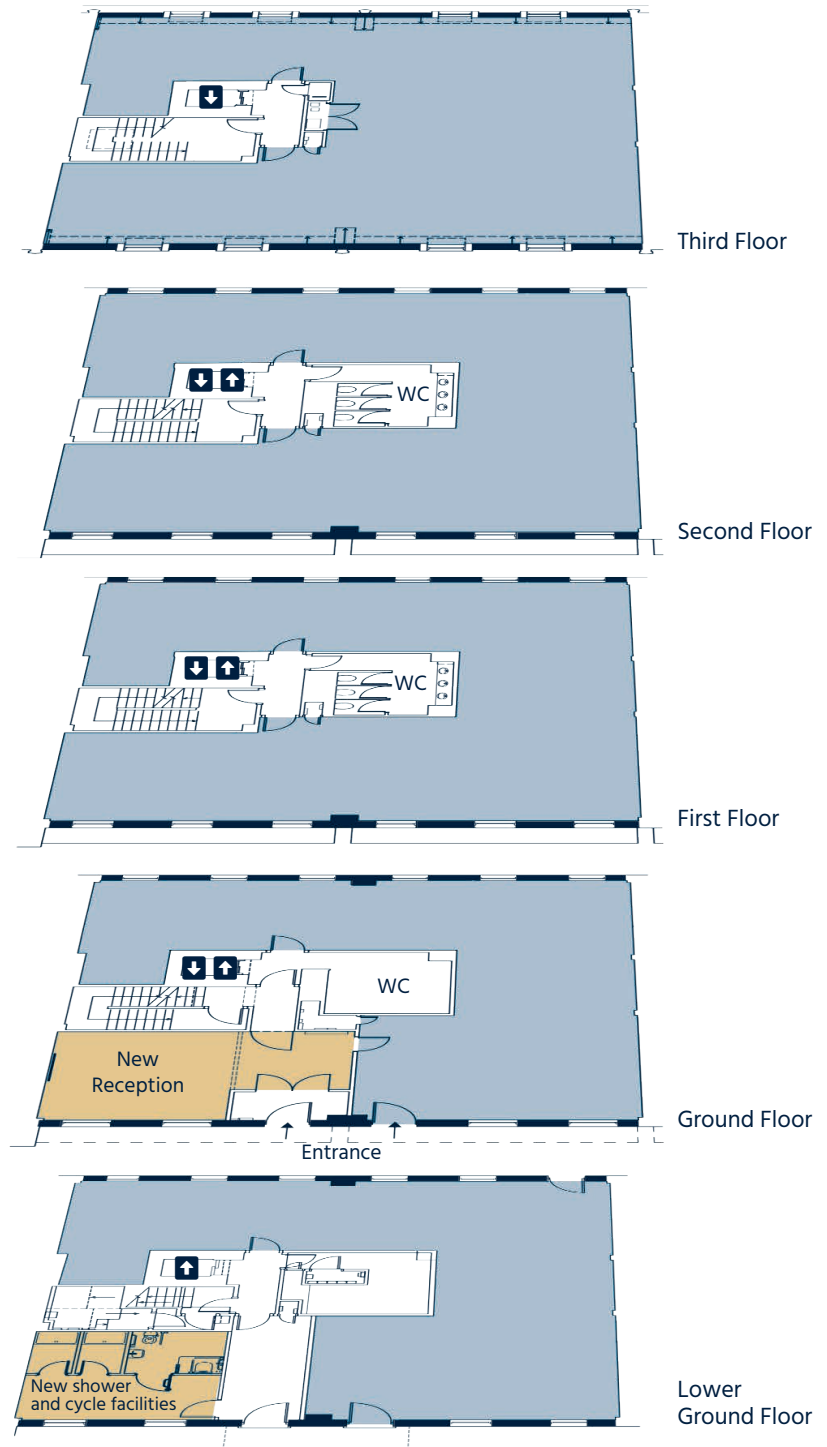 Third Floor
WC
Second Floor
WC
First Floor
WC
New
Reception
Ground Floor
Entrance
New shower
and cycle facilities
Lower
Ground Floor